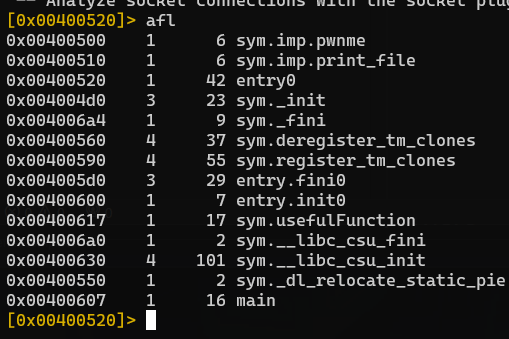 -- Analyze socket connections with the socket plug
[0x00400520]> afl
0x00400500    1      6 sym.imp.pwnme
0x00400510    1      6 sym.imp.print_file
0x00400520    1     42 entry0
0x004004d0    3     23 sym._init
0x004006a4    1      9 sym._fini
0x00400560    4     37 sym.deregister_tm_clones
0x00400590    4     55 sym.register_tm_clones
0x004005d0    3     29 entry.fini0
0x00400600    1      7 entry.init0
0x00400617    1     17 sym.usefulFunction
0x004006a0    1      2 sym.__libc_csu_fini
0x00400630    4    101 sym.__libc_csu_init
0x00400550    1      2 sym._dl_relocate_static_pie
0x00400607    1     16 main
[0x00400520]>